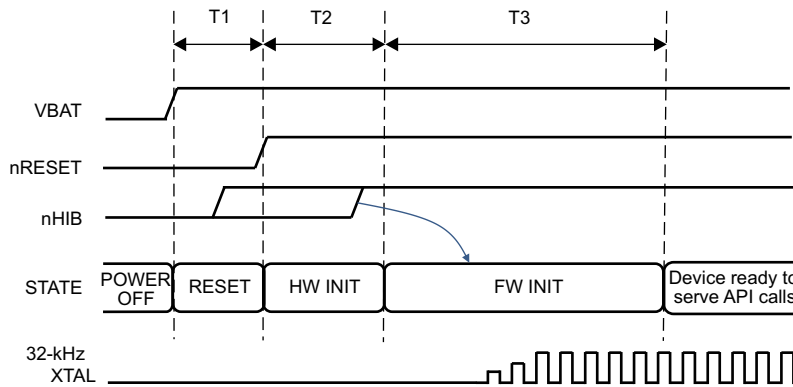 T1
T2
T3
VBAT
nRESET
nHIB
STATE
POWER
OFF
RESET
HW INIT
FW INIT
Device ready to
serve API calls
32-kHz
XTAL